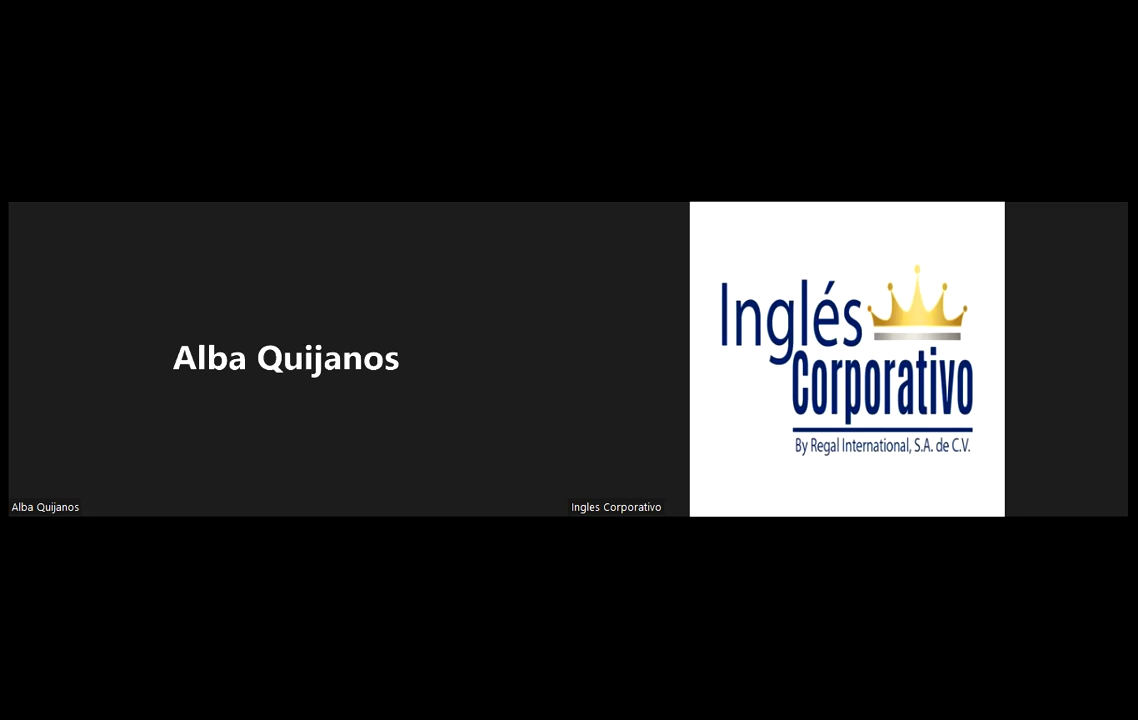 Alba Quijanos
Inglés
Corporativo
By Regal International, S.A. de C.V.
Alba Quijanos
Ingles Corporativo